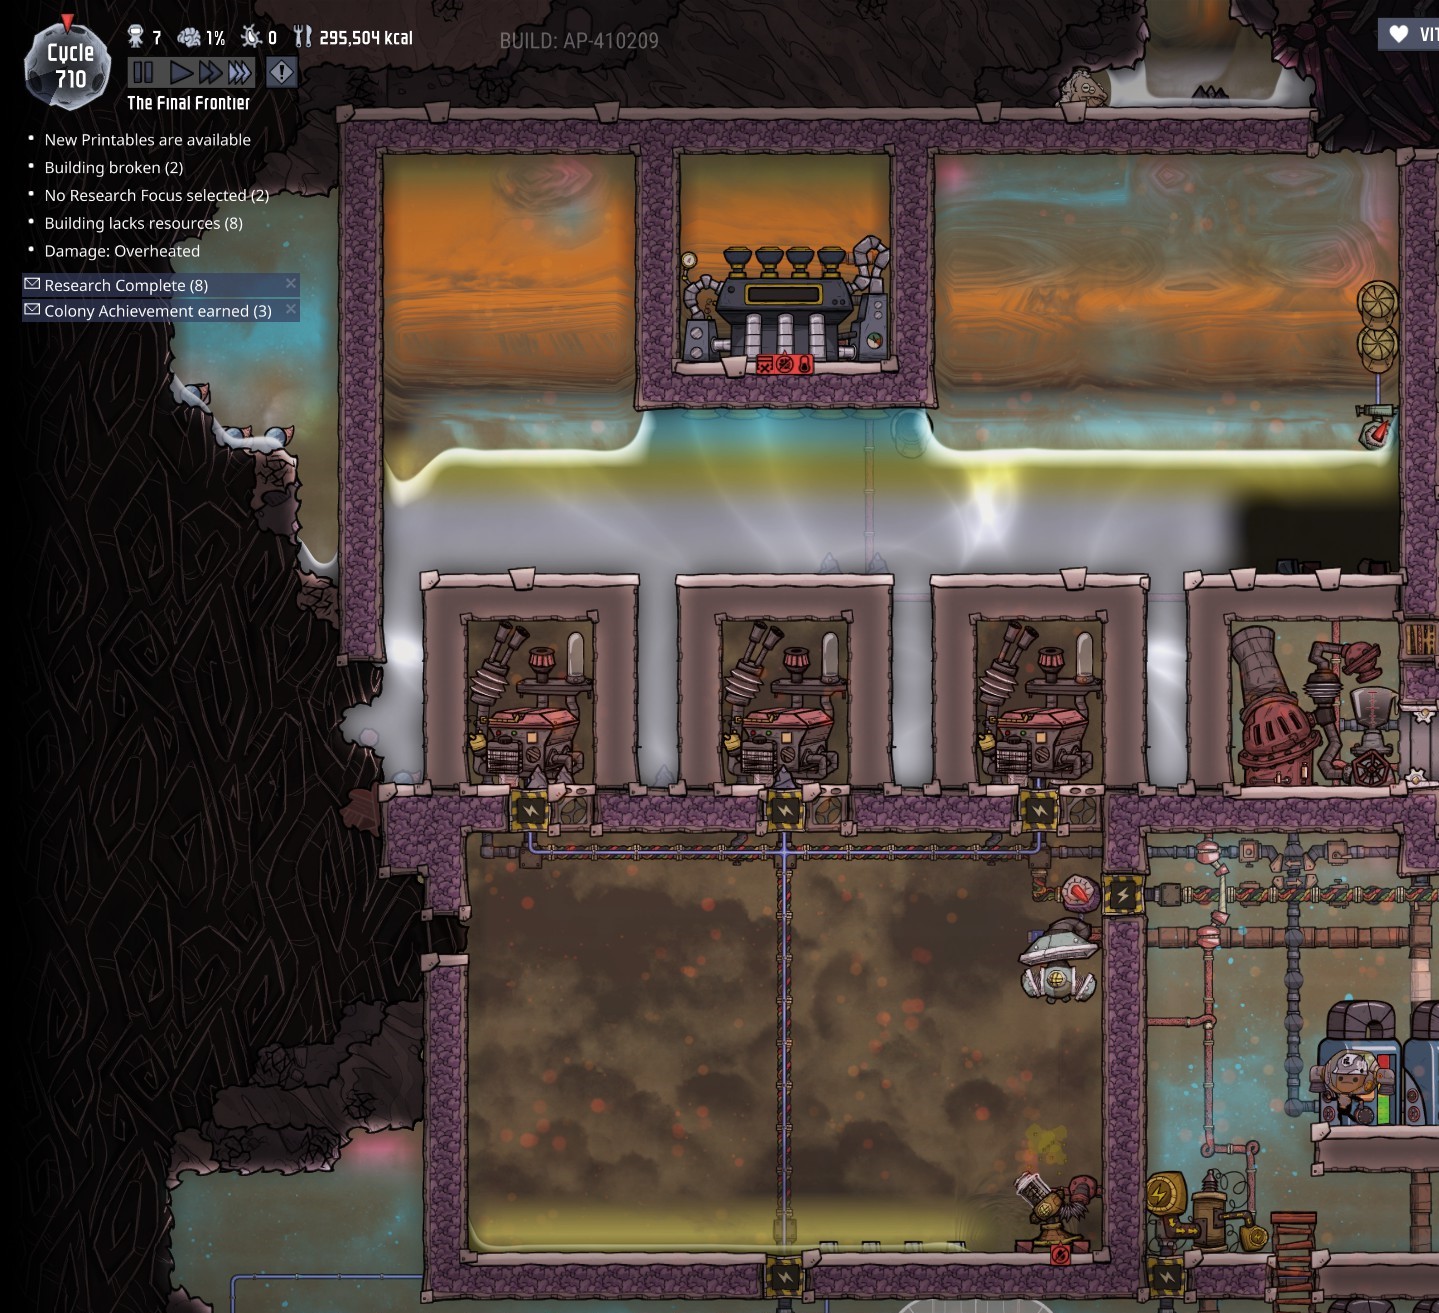 Cycle
710
7
1%
0
295,504 kcal
BUILD: AP-410209
The Final Frontier
New Printables are available
Building broken (2)
No Research Focus selected (2)
Building lacks resources (8)
Damage: Overheated
Research Complete (8)
Colony Achievement earned (3)